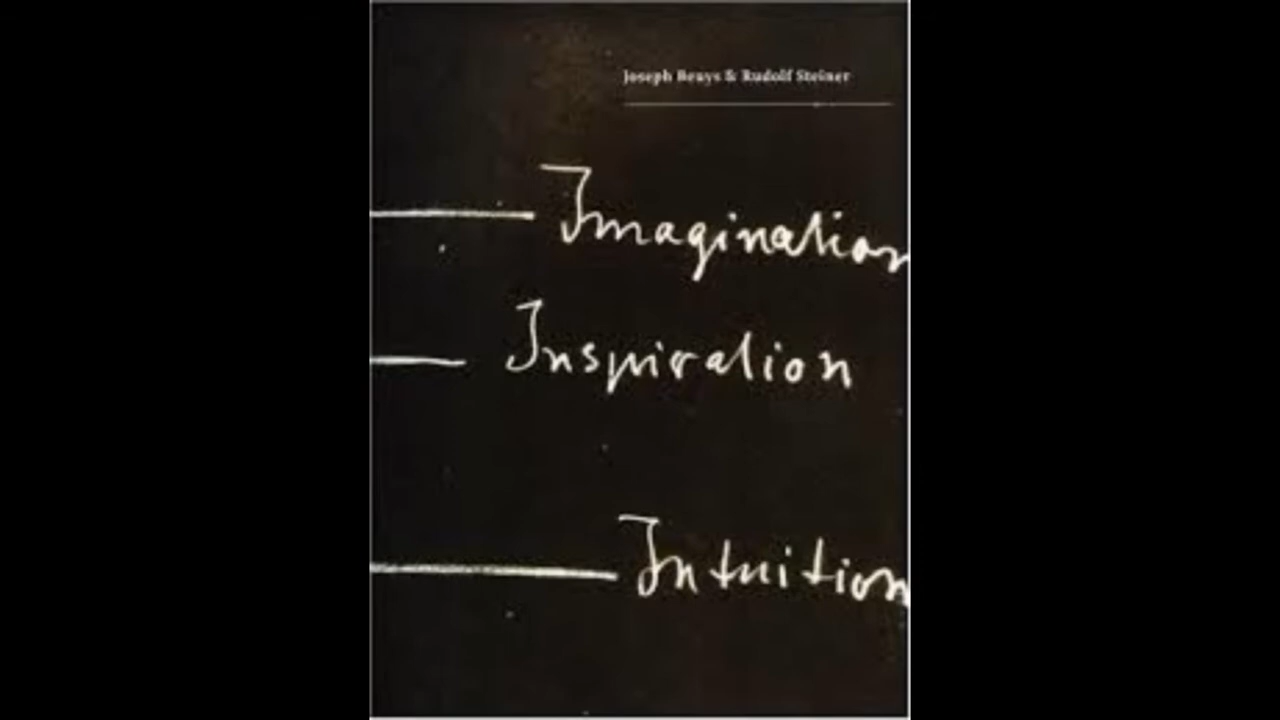 Joseph Beuys & Rudolf Steiner
Imagination
Inspiration
Intuition